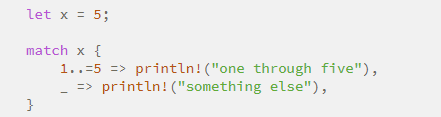 let x = 5;
match x {
1..=5 => println!("one through five"),
_ => println!("something else"),
}